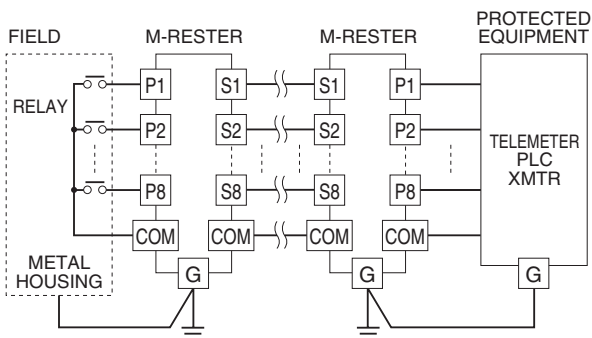 FIELD
M-RESTER
M-RESTER
PROTECTED
EQUIPMENT
P1
S1
S1
P1
RELAY
P2
S2
S2
P2
TELEMETER
PLC
XMTR
P8
S8
S8
P8
COM
COM
COM
COM
METAL
HOUSING
G
G
G